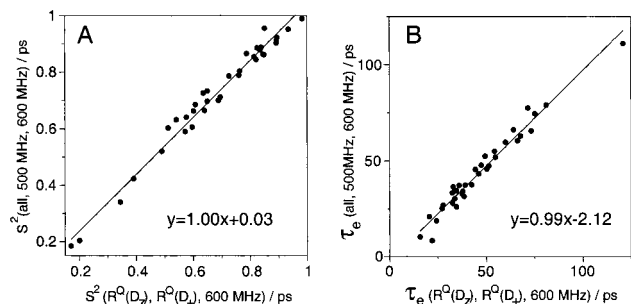 A
S² (all, 500 MHz, 600 MHz) / ps
1
0.8
0.6
0.4
0.2
y=1.00x+0.03
0.2 0.4 0.6 0.8 1
S² (R^Q(D_z), R^Q(D_y), 600 MHz) / ps
B
τ_e (all, 500MHz, 600 MHz) / ps
100
50
0
y=0.99x-2.12
0 50 100
τ_e (R^Q(D_z), R^Q(D_y), 600 MHz) / ps